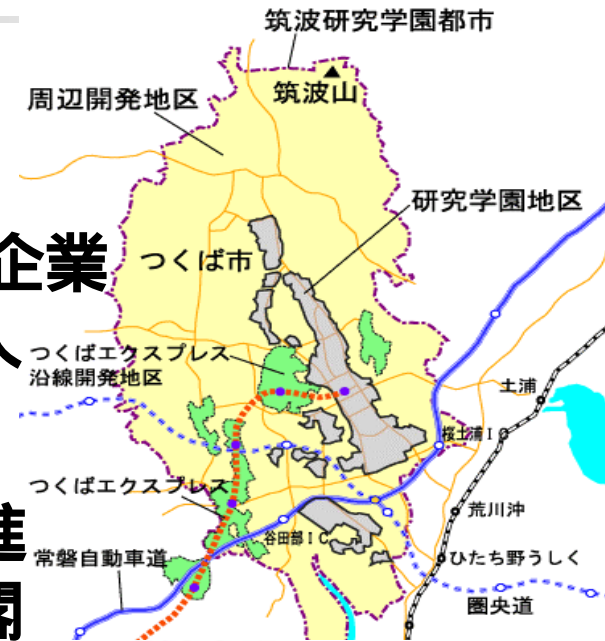 筑波研究学園都市
筑波山
周辺開発地区
研究学園地区
企業
つくば市
つくばエクスプレス
沿線開発地区
土浦
桜土浦IC
つくばエクスプレス
荒川沖
進
谷田部IC
常磐自動車道
ひたち野うしく
圏央道